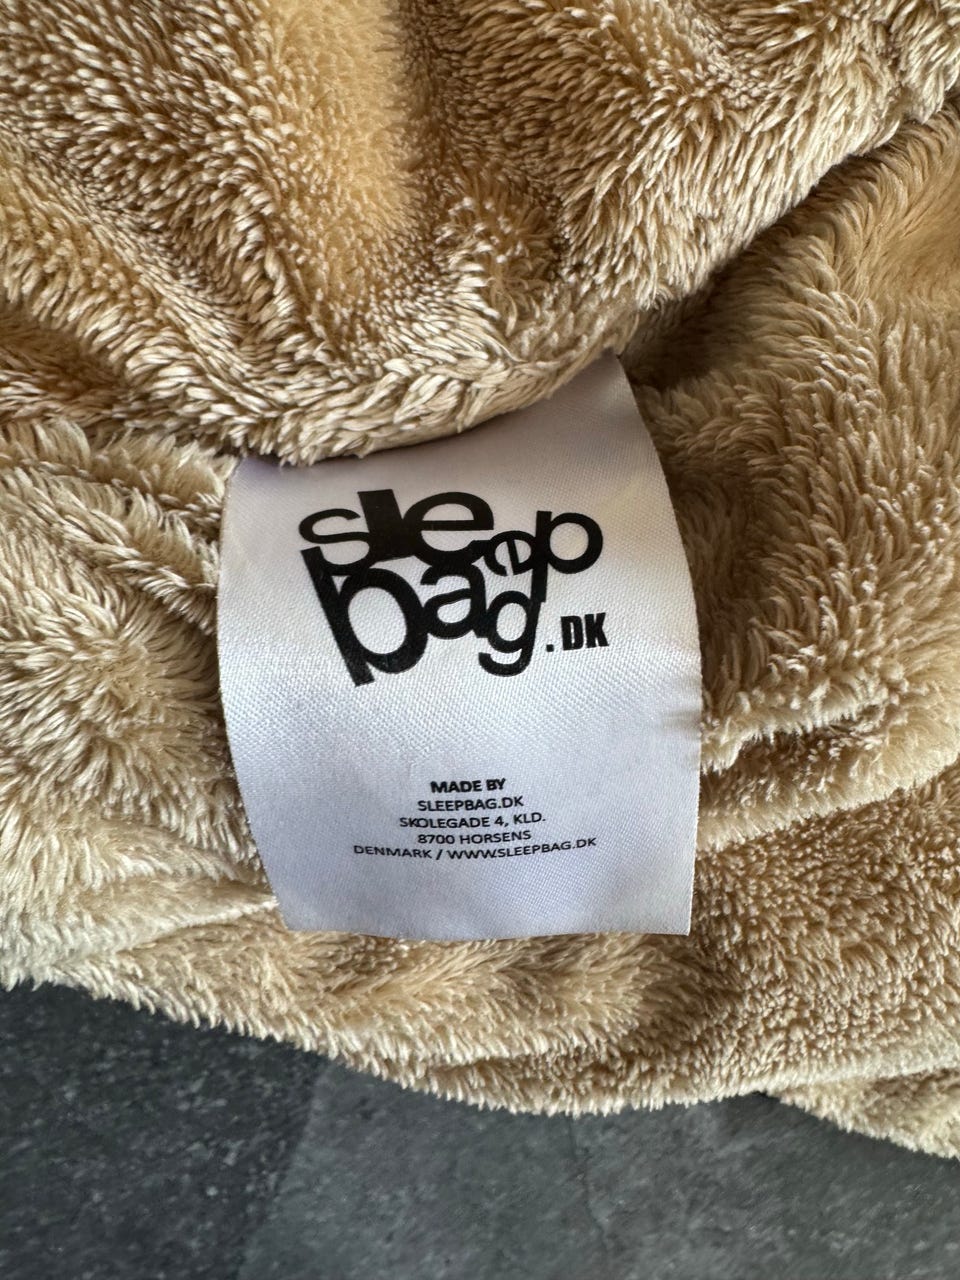 sleep
bag.DK
MADE BY
SLEEPBAG.DK
SKOLEGADE 4, KLD.
8700 HORSENS
DENMARK / WWW.SLEEPBAG.DK